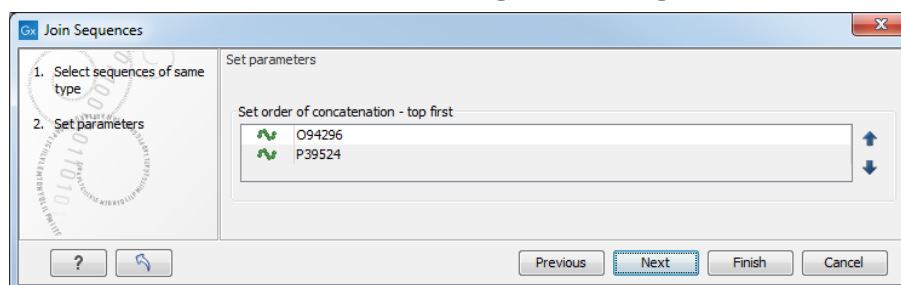 Gx Join Sequences
1. Select sequences of same
type
2. Set parameters
Set parameters
Set order of concatenation - top first
O94296
P39524
?
Previous Next Finish Cancel